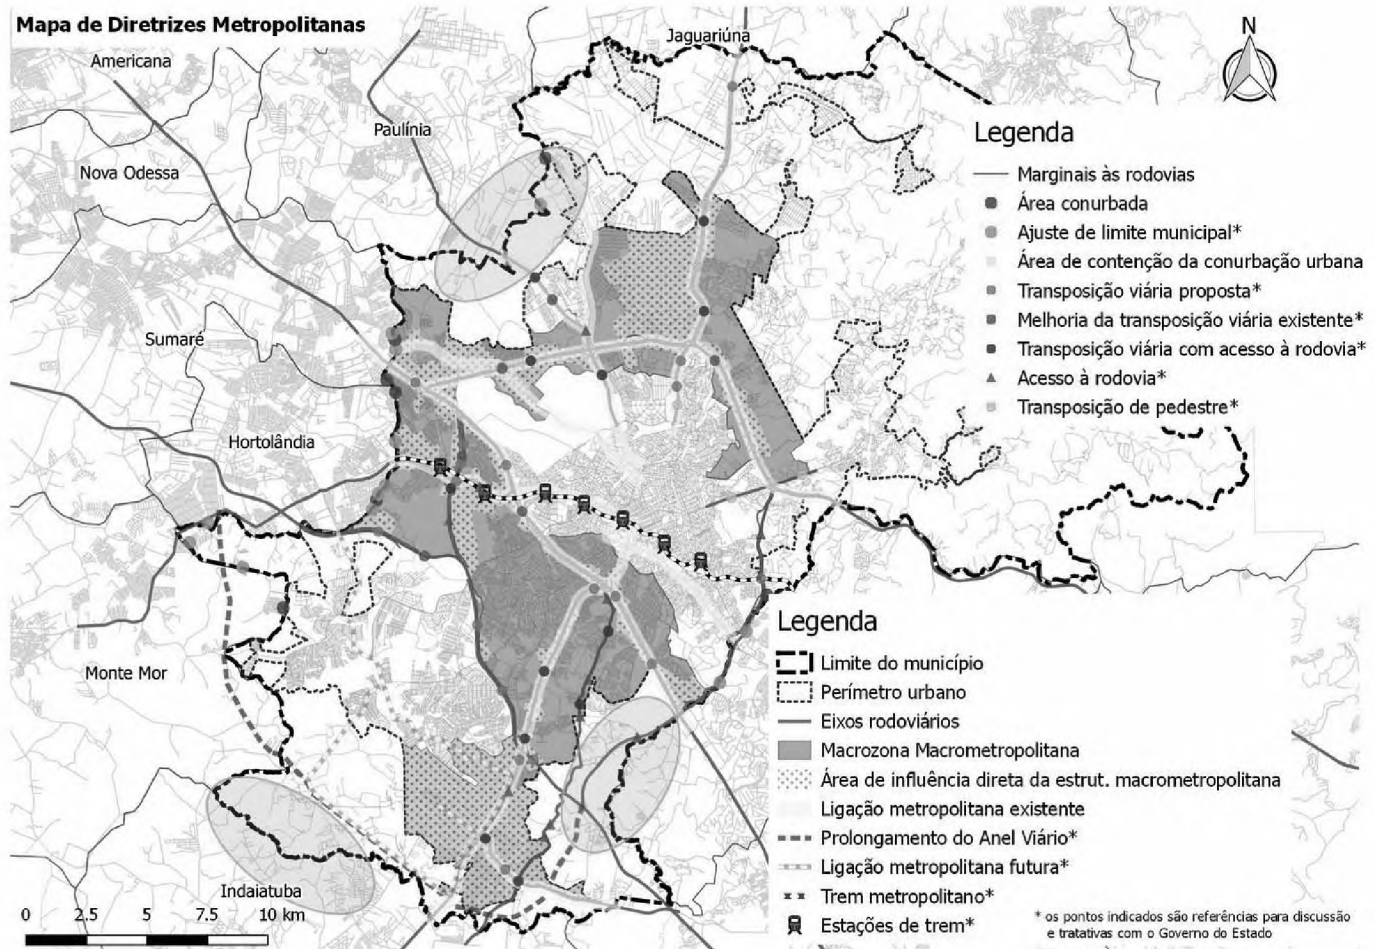 Mapa de Diretrizes Metropolitanas
Jaguariúna
N
Americana
Paulínia
Nova Odessa
Sumaré
Hortolândia
Monte Mor
Indaiatuba
Legenda
Marginais às rodovias
Área conurbada
Ajuste de limite municipal*
Área de contenção da conurbação urbana
Transposição viária proposta*
Melhoria da transposição viária existente*
Transposição viária com acesso à rodovia*
Acesso à rodovia*
Transposição de pedestre*
Legenda
Limite do município
Perímetro urbano
Eixos rodoviários
Macrozona Macrometropolitana
Área de influência direta da estrut. macrometropolitana
Ligação metropolitana existente
Prolongamento do Anel Viário*
Ligação metropolitana futura*
Trem metropolitano*
Estações de trem*
* os pontos indicados são referências para discussão
e tratativas com o Governo do Estado
0 2.5 5 7.5 10 km